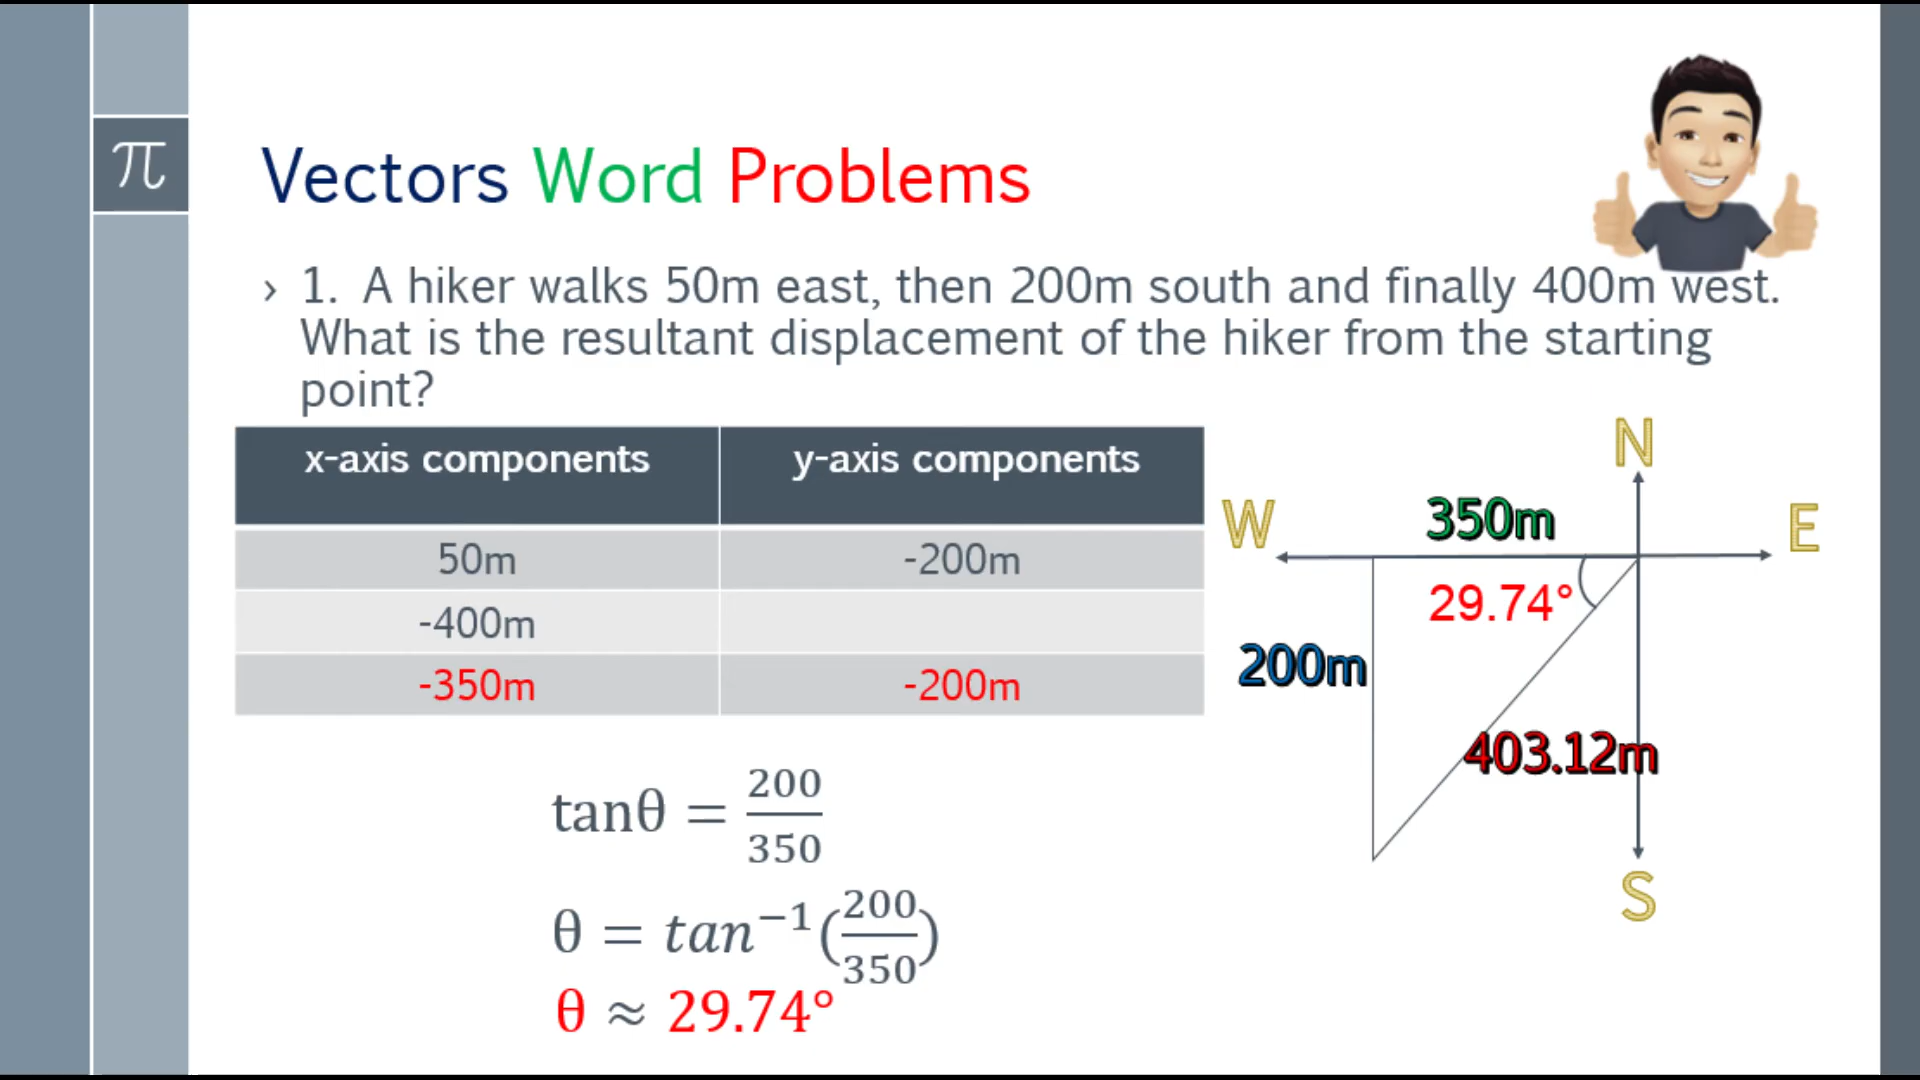 π
Vectors Word Problems
› 1. A hiker walks 50m east, then 200m south and finally 400m west.
What is the resultant displacement of the hiker from the starting
point?
x-axis components y-axis components
50m -200m
-400m
-350m -200m
N
W 350m E
29.74°
200m
403.12m
S
tanθ = 200/350
θ = tan⁻¹(200/350)
θ ≈ 29.74°